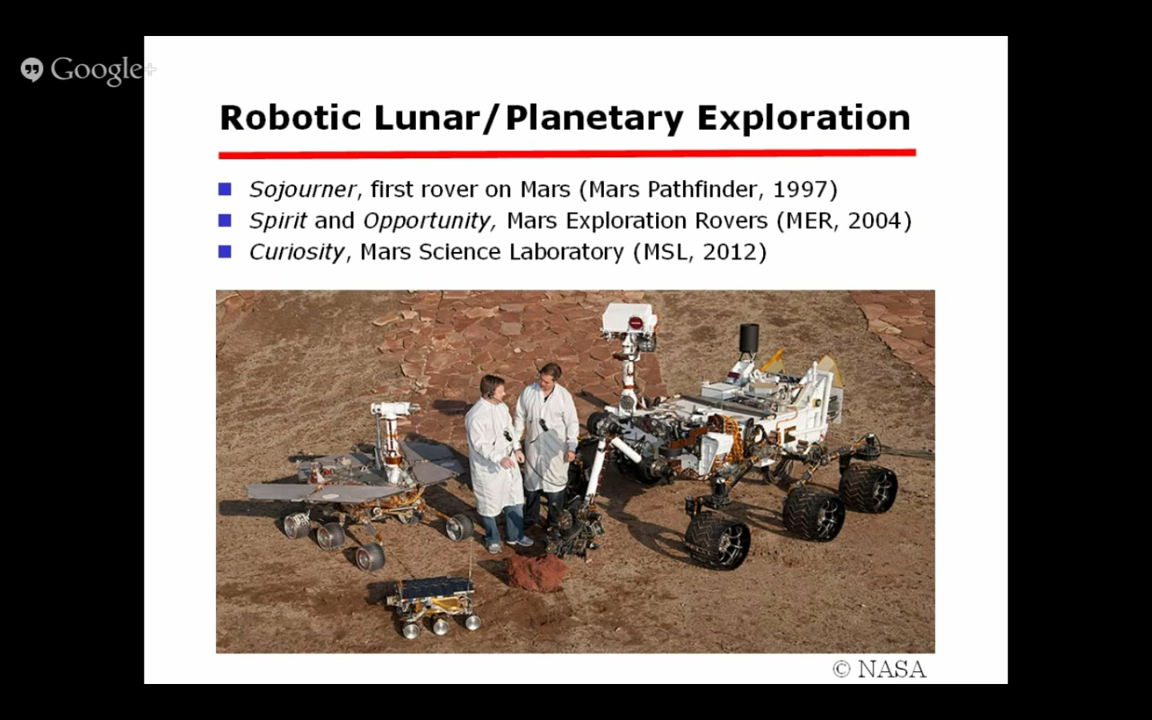 Google+
Robotic Lunar/Planetary Exploration
Sojourner, first rover on Mars (Mars Pathfinder, 1997)
Spirit and Opportunity, Mars Exploration Rovers (MER, 2004)
Curiosity, Mars Science Laboratory (MSL, 2012)
© NASA